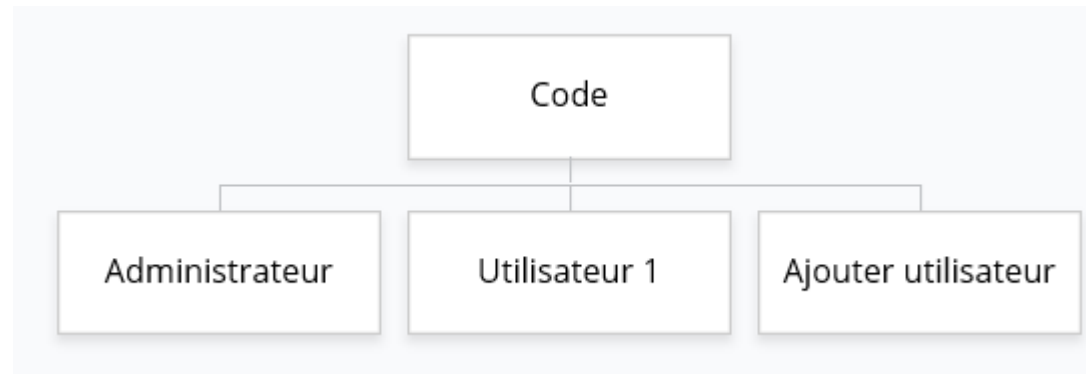 Code
Administrateur
Utilisateur 1
Ajouter utilisateur